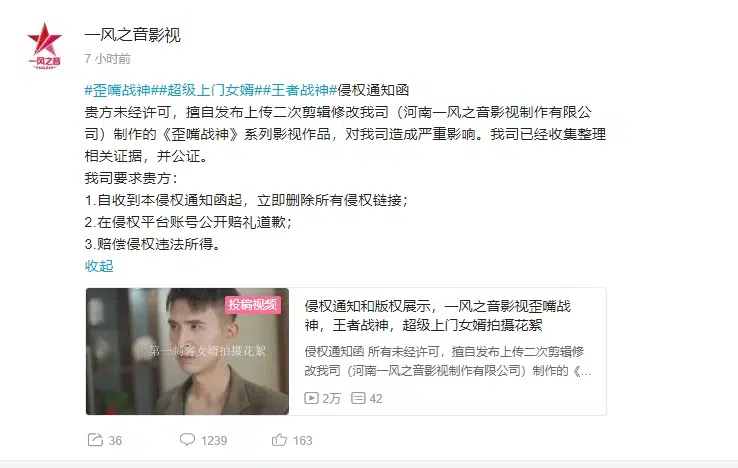 一风之音
一风之音影视
7 小时前
#歪嘴战神##超级上门女婿##王者战神#侵权通知函
贵方未经许可，擅自发布上传二次剪辑修改我司（河南一风之音影视制作有限公
司）制作的《歪嘴战神》系列影视作品，对我司造成严重影响。我司已经收集整理
相关证据，并公证。
我司要求贵方：
1.自收到本侵权通知函起，立即删除所有侵权链接；
2.在侵权平台账号公开赔礼道歉；
3.赔偿侵权违法所得。
收起
投稿视频
第一刺客女婿拍摄花絮
侵权通知和版权展示，一风之音影视歪嘴战
神，王者战神，超级上门女婿拍摄花絮
侵权通知函 所有未经许可，擅自发布上传二次剪辑修
改我司（河南一风之音影视制作有限公司）制作的《...
2万 42
36 1239 163